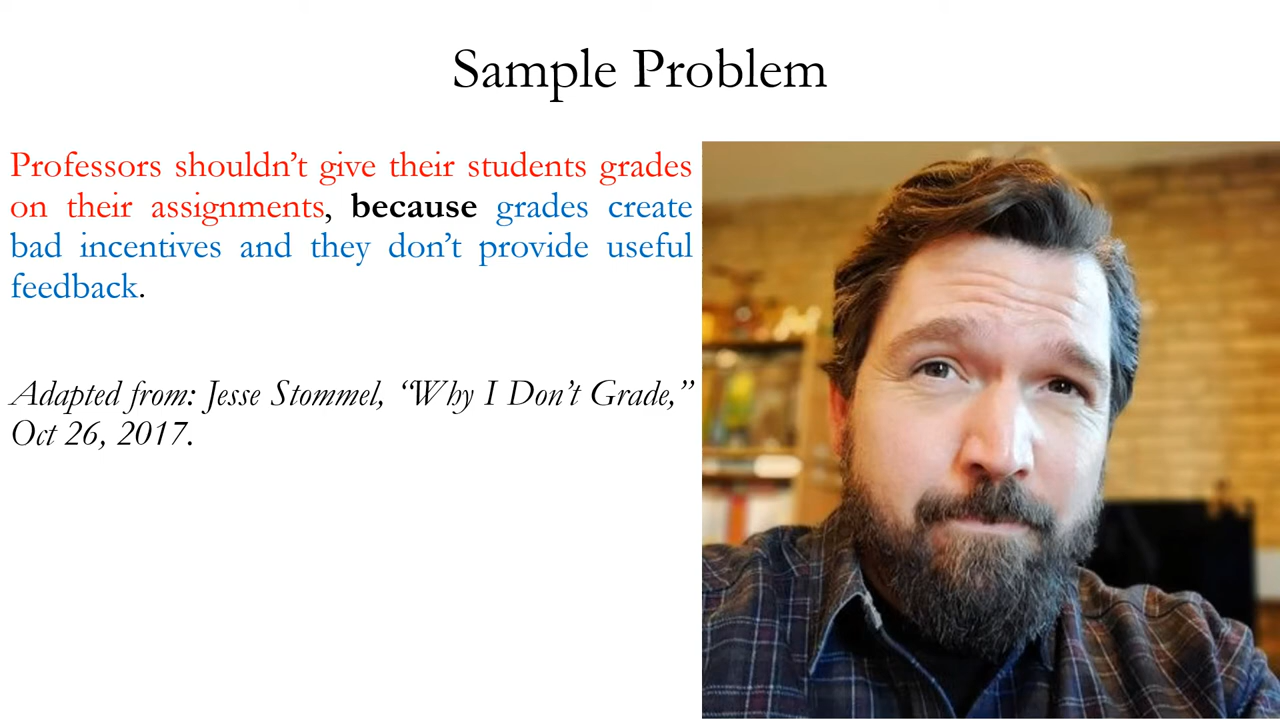 Sample Problem
Professors shouldn’t give their students grades
on their assignments, because grades create
bad incentives and they don’t provide useful
feedback.
Adapted from: Jesse Stommel, “Why I Don’t Grade,”
Oct 26, 2017.